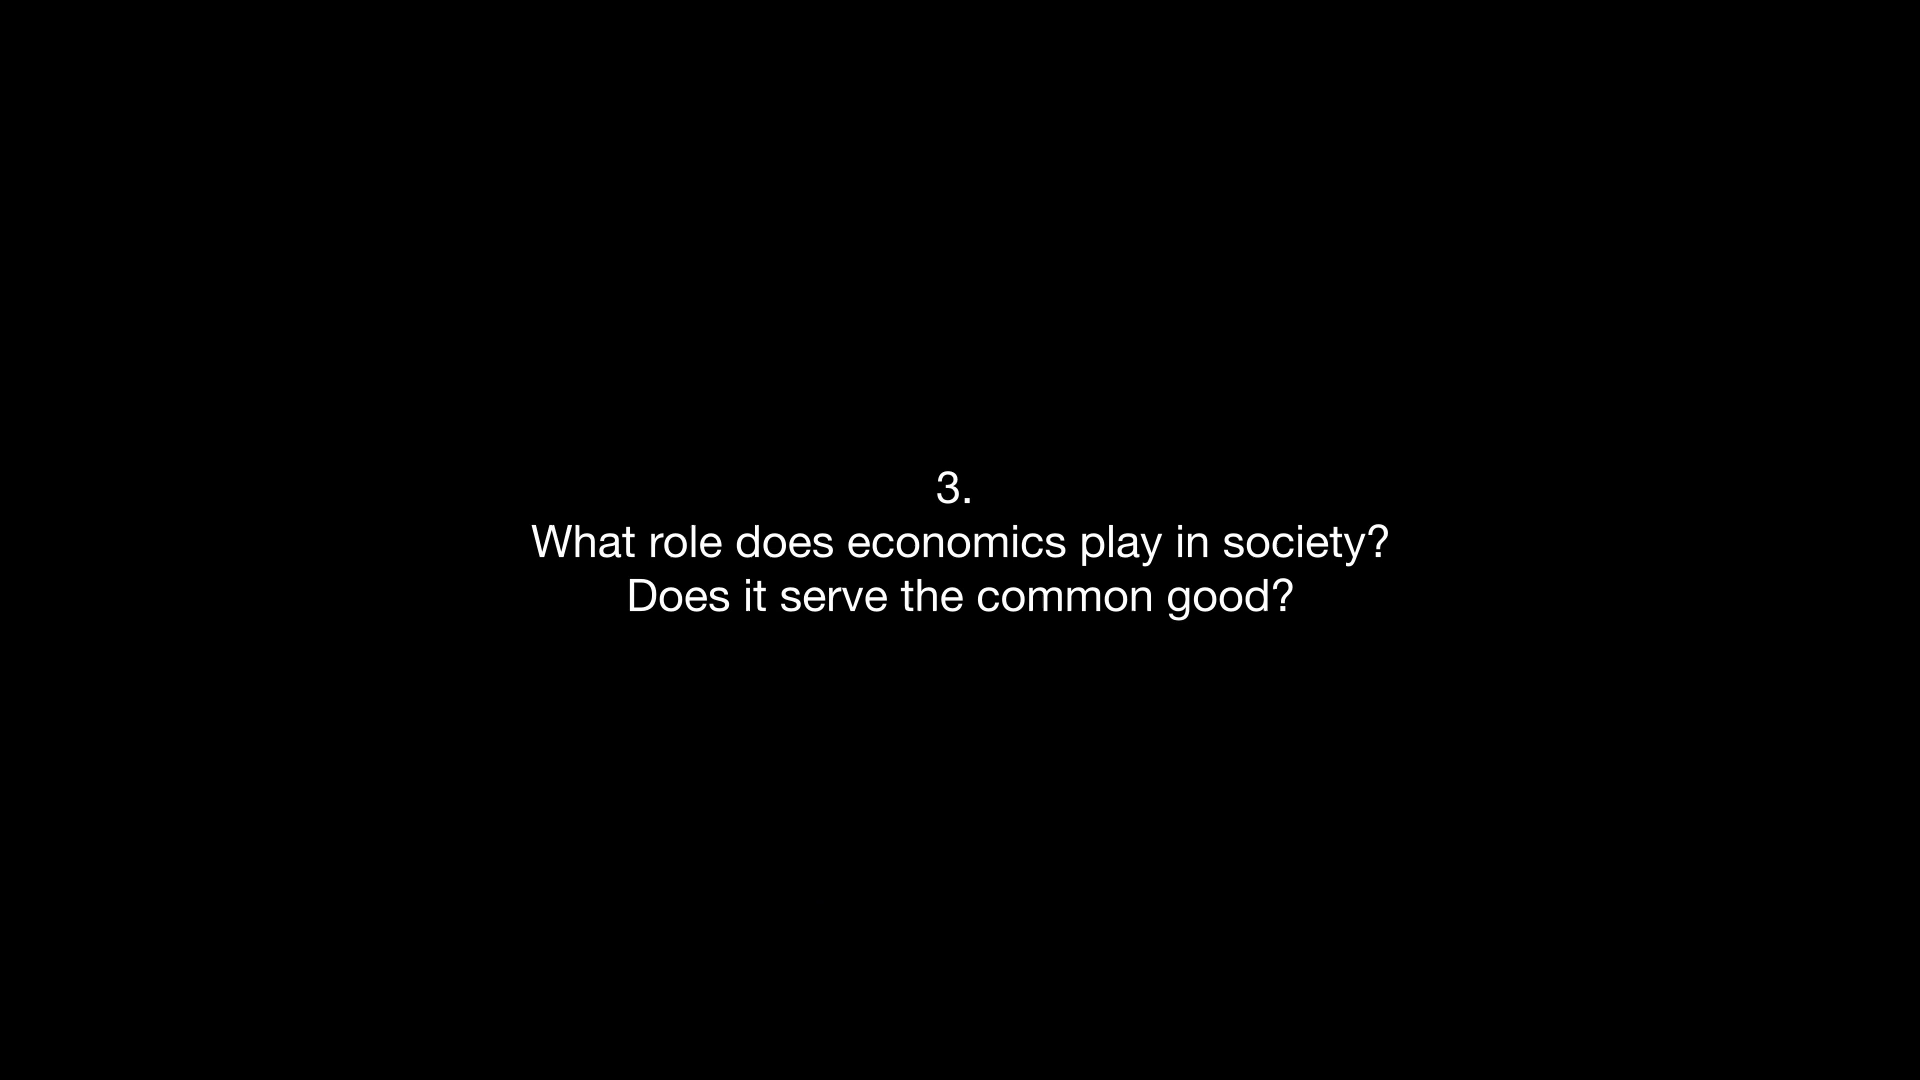 3.
What role does economics play in society?
Does it serve the common good?